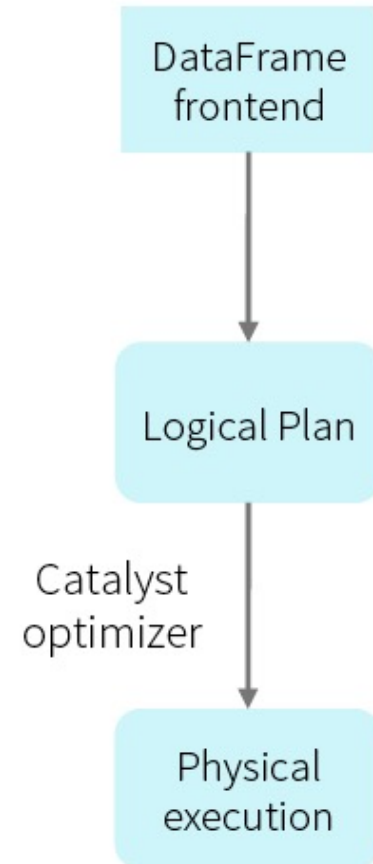 DataFrame
frontend
Logical Plan
Catalyst
optimizer
Physical
execution